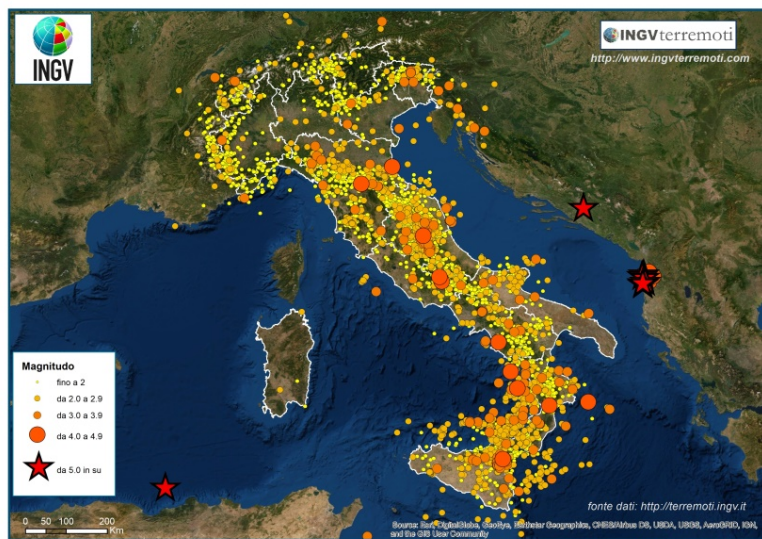 INGV
INGVterremoti
http://www.ingvterremoti.com
Magnitudo
fino a 2
da 2.0 a 2.9
da 3.0 a 3.9
da 4.0 a 4.9
da 5.0 in su
0 50 100 200
Km
fonte dati: http://terremoti.ingv.it
Source: Esri, DigitalGlobe, GeoEye, Earthstar Geographics, CNES/Airbus DS, USDA, USGS, AeroGRID, IGN,
and the GIS User Community